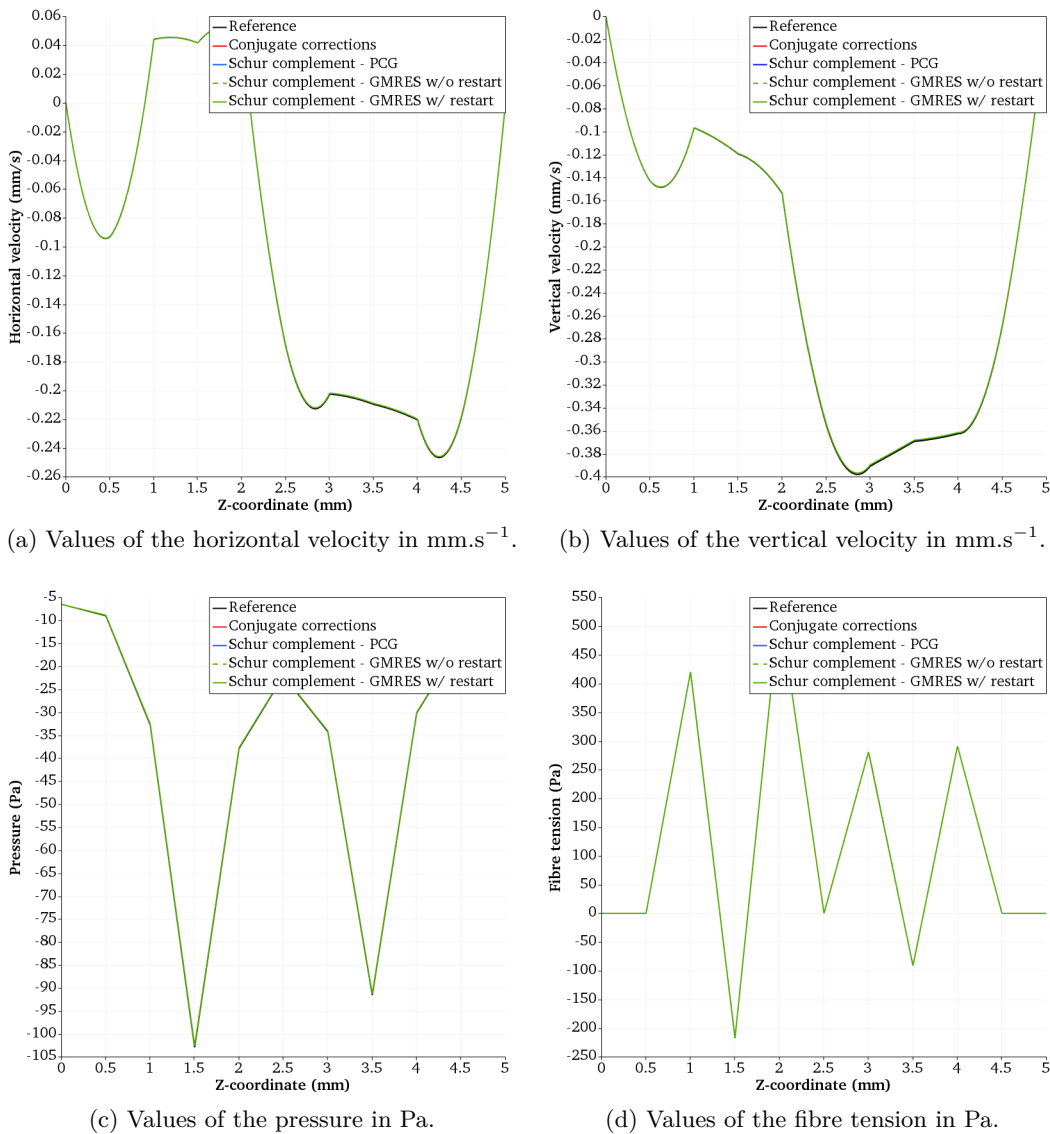 0.06
0.04
0.02
0
-0.02
-0.04
-0.06
-0.08
-0.1
-0.12
-0.14
-0.16
-0.18
-0.2
-0.22
-0.24
-0.26
Horizontal velocity (mm/s)
Reference
Conjugate corrections
Schur complement - PCG
Schur complement - GMRES w/o restart
Schur complement - GMRES w/ restart
0 0.5 1 1.5 2 2.5 3 3.5 4 4.5 5
Z-coordinate (mm)
(a) Values of the horizontal velocity in mm.s⁻¹.
0
-0.02
-0.04
-0.06
-0.08
-0.1
-0.12
-0.14
-0.16
-0.18
-0.2
-0.22
-0.24
-0.26
-0.28
-0.3
-0.32
-0.34
-0.36
-0.38
-0.4
Vertical velocity (mm/s)
Reference
Conjugate corrections
Schur complement - PCG
Schur complement - GMRES w/o restart
Schur complement - GMRES w/ restart
0 0.5 1 1.5 2 2.5 3 3.5 4 4.5 5
Z-coordinate (mm)
(b) Values of the vertical velocity in mm.s⁻¹.
-5
-10
-15
-20
-25
-30
-35
-40
-45
-50
-55
-60
-65
-70
-75
-80
-85
-90
-95
-100
-105
Pressure (Pa)
Reference
Conjugate corrections
Schur complement - PCG
Schur complement - GMRES w/o restart
Schur complement - GMRES w/ restart
0 0.5 1 1.5 2 2.5 3 3.5 4 4.5 5
Z-coordinate (mm)
(c) Values of the pressure in Pa.
550
500
450
400
350
300
250
200
150
100
50
0
-50
-100
-150
-200
-250
Fibre tension (Pa)
Reference
Conjugate corrections
Schur complement - PCG
Schur complement - GMRES w/o restart
Schur complement - GMRES w/ restart
0 0.5 1 1.5 2 2.5 3 3.5 4 4.5 5
Z-coordinate (mm)
(d) Values of the fibre tension in Pa.